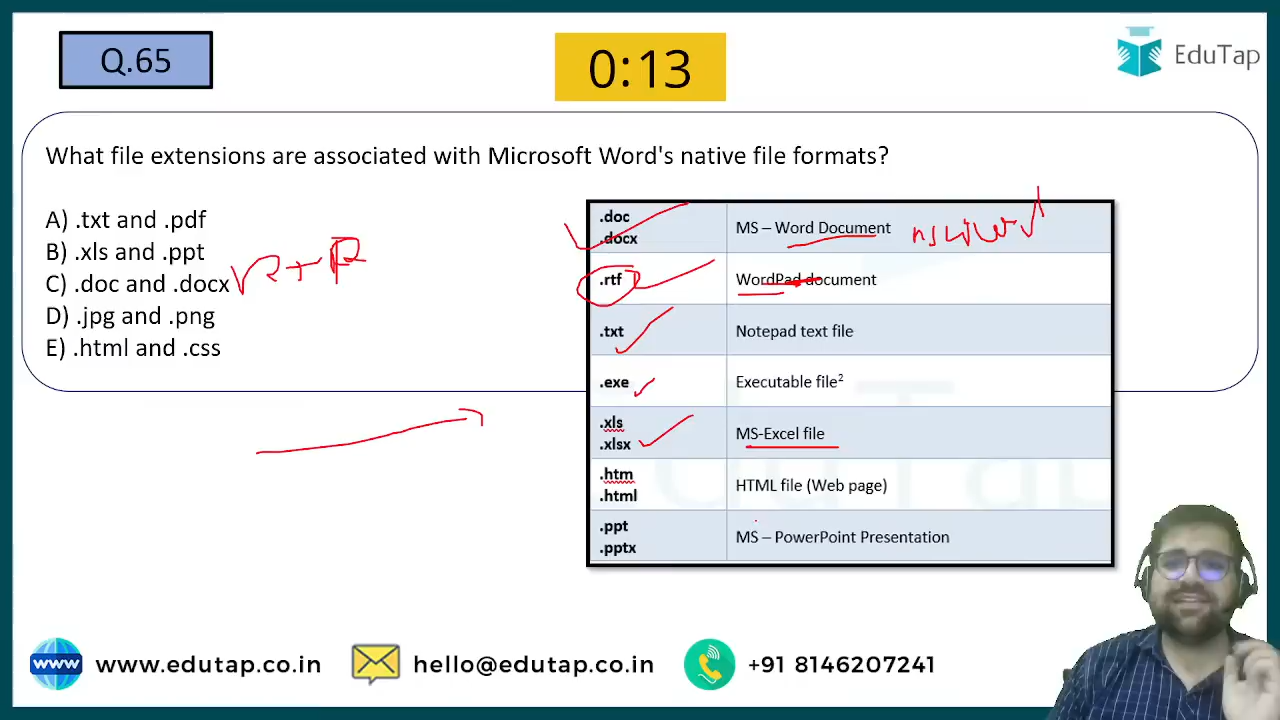 Q.65
0:13
EduTap
What file extensions are associated with Microsoft Word's native file formats?
A) .txt and .pdf
B) .xls and .ppt
C) .doc and .docx
D) .jpg and .png
E) .html and .css
.doc
.docx
MS – Word Document
.rtf
WordPad document
.txt
Notepad text file
.exe
Executable file2
.xls
.xlsx
MS-Excel file
.htm
.html
HTML file (Web page)
.ppt
.pptx
MS – PowerPoint Presentation
www
www.edutap.co.in
hello@edutap.co.in
+91 8146207241